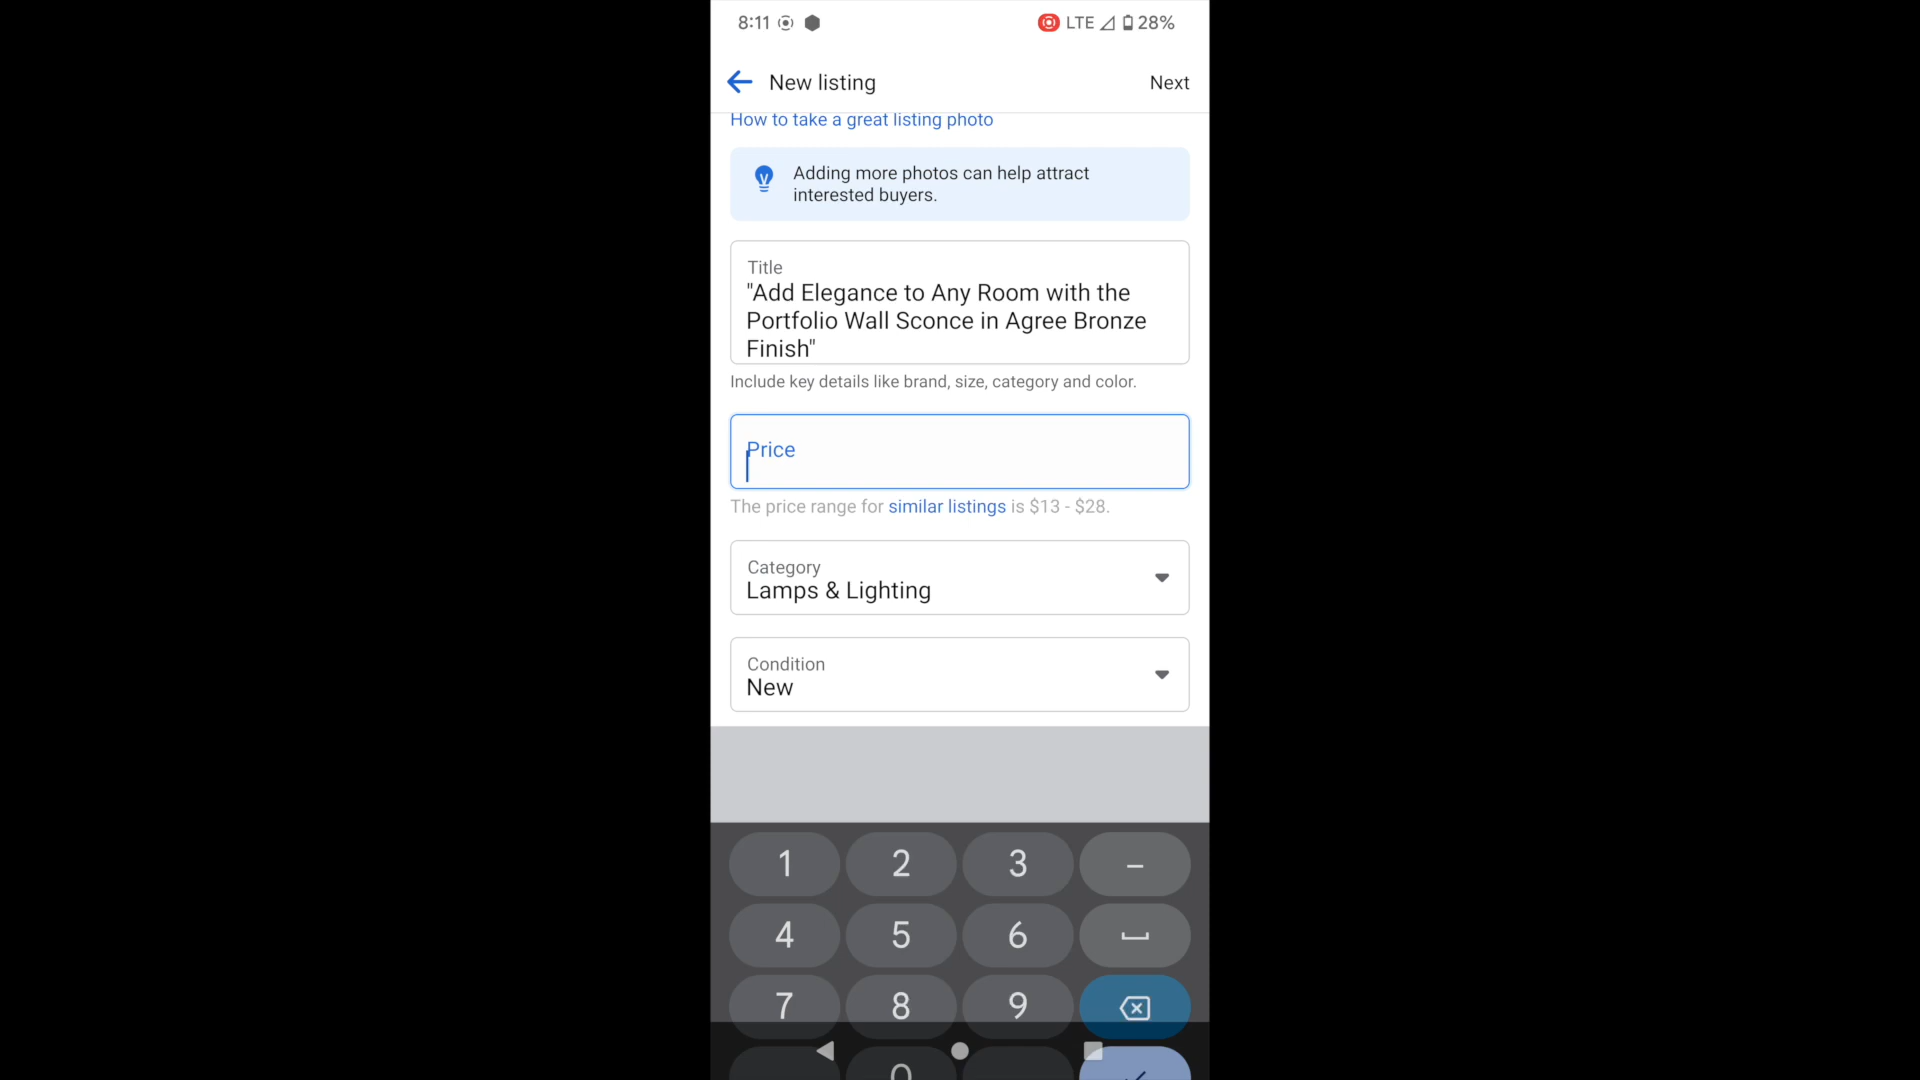 8:11
LTE 28%
New listing
Next
How to take a great listing photo
Adding more photos can help attract
interested buyers.
Title
"Add Elegance to Any Room with the
Portfolio Wall Sconce in Agree Bronze
Finish"
Include key details like brand, size, category and color.
Price
The price range for similar listings is $13 - $28.
Category
Lamps & Lighting
Condition
New
1 2 3 –
4 5 6
7 8 9
0